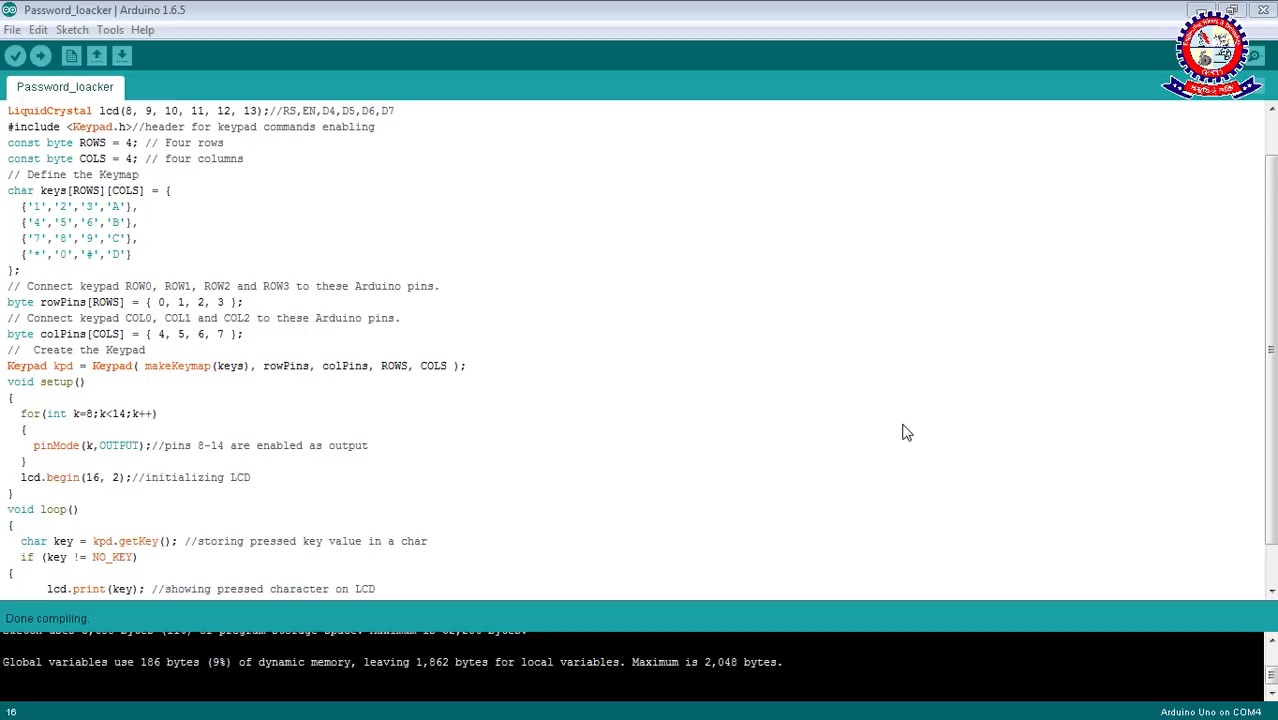 Password_loacker | Arduino 1.6.5
File Edit Sketch Tools Help
Password_loacker
LiquidCrystal lcd(8, 9, 10, 11, 12, 13);//RS,EN,D4,D5,D6,D7
#include <Keypad.h>//header for keypad commands enabling
const byte ROWS = 4; // Four rows
const byte COLS = 4; // four columns
// Define the Keymap
char keys[ROWS][COLS] = {
{'1','2','3','A'},
{'4','5','6','B'},
{'7','8','9','C'},
{'*','0','#','D'}
};
// Connect keypad ROW0, ROW1, ROW2 and ROW3 to these Arduino pins.
byte rowPins[ROWS] = { 0, 1, 2, 3 };
// Connect keypad COL0, COL1 and COL2 to these Arduino pins.
byte colPins[COLS] = { 4, 5, 6, 7 };
//  Create the Keypad
Keypad kpd = Keypad( makeKeymap(keys), rowPins, colPins, ROWS, COLS );
void setup()
{
for(int k=8;k<14;k++)
{
pinMode(k,OUTPUT);//pins 8-14 are enabled as output
}
lcd.begin(16, 2);//initializing LCD
}
void loop()
{
char key = kpd.getKey(); //storing pressed key value in a char
if (key != NO_KEY)
{
lcd.print(key); //showing pressed character on LCD
Done compiling.
Global variables use 186 bytes (9%) of dynamic memory, leaving 1,862 bytes for local variables. Maximum is 2,048 bytes.
16
Arduino Uno on COM4